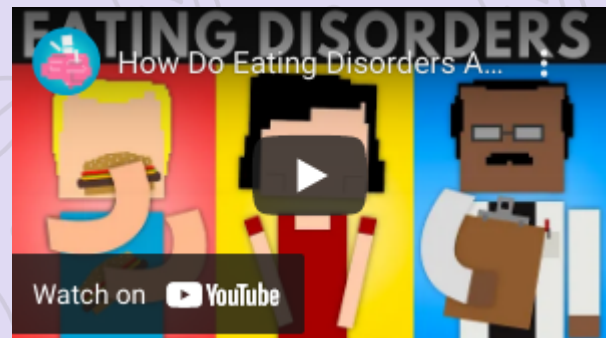 EATING DISORDERS
How Do Eating Disorders A...
Watch on YouTube